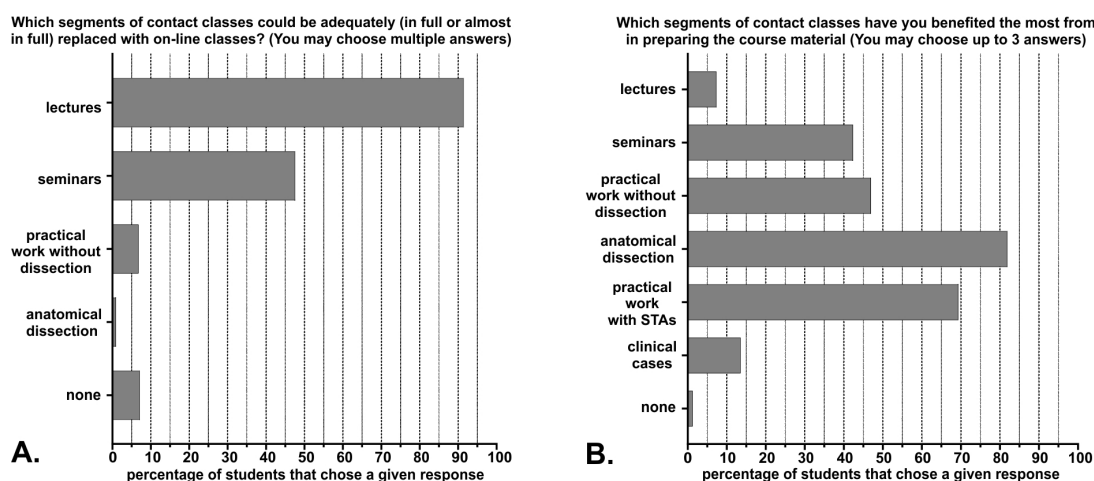 Which segments of contact classes could be adequately (in full or almost
in full) replaced with on-line classes? (You may choose multiple answers)
lectures
seminars
practical
work without
dissection
anatomical
dissection
none
0 10 20 30 40 50 60 70 80 90 100
percentage of students that chose a given response
A.
Which segments of contact classes have you benefited the most from
in preparing the course material (You may choose up to 3 answers)
lectures
seminars
practical
work without
dissection
anatomical
dissection
practical
work
with STAs
clinical
cases
none
0 10 20 30 40 50 60 70 80 90 100
percentage of students that chose a given response
B.